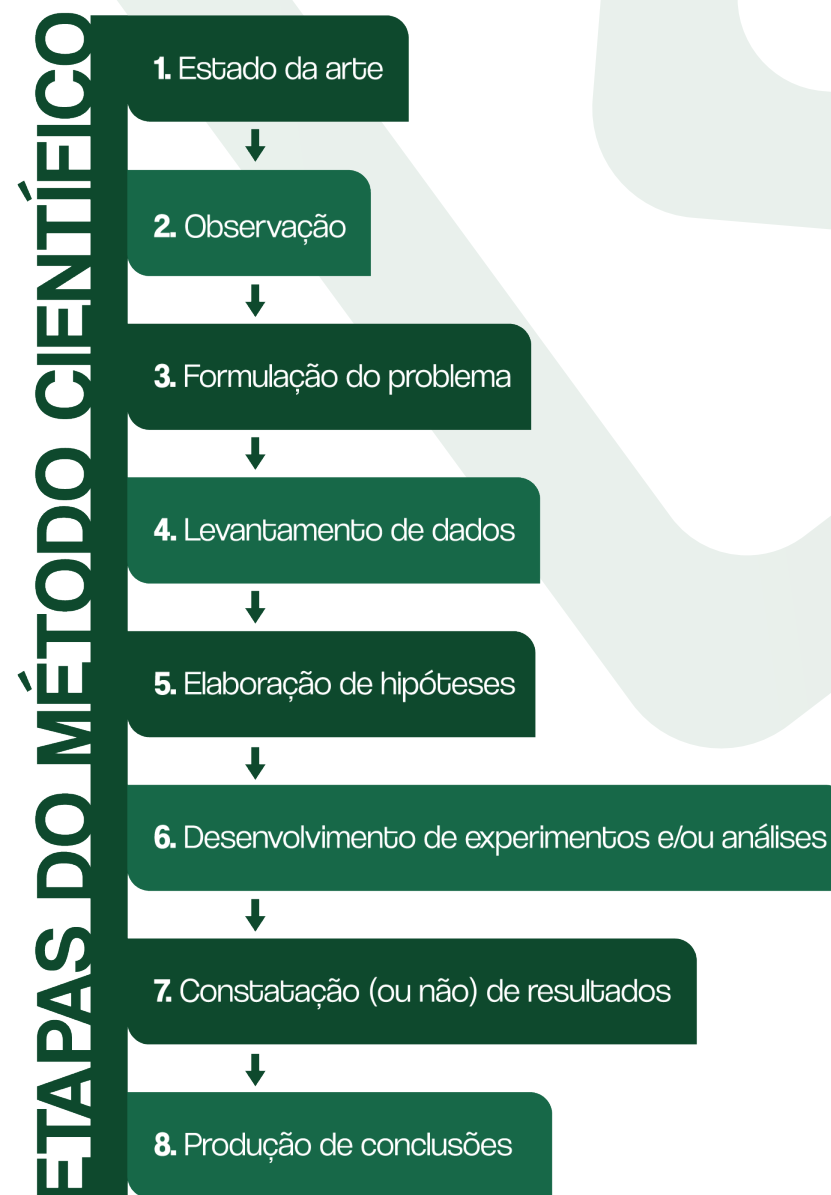 ETAPAS DO MÉTODO CIENTÍFICO
1. Estado da arte
2. Observação
3. Formulação do problema
4. Levantamento de dados
5. Elaboração de hipóteses
6. Desenvolvimento de experimentos e/ou análises
7. Constatação (ou não) de resultados
8. Produção de conclusões